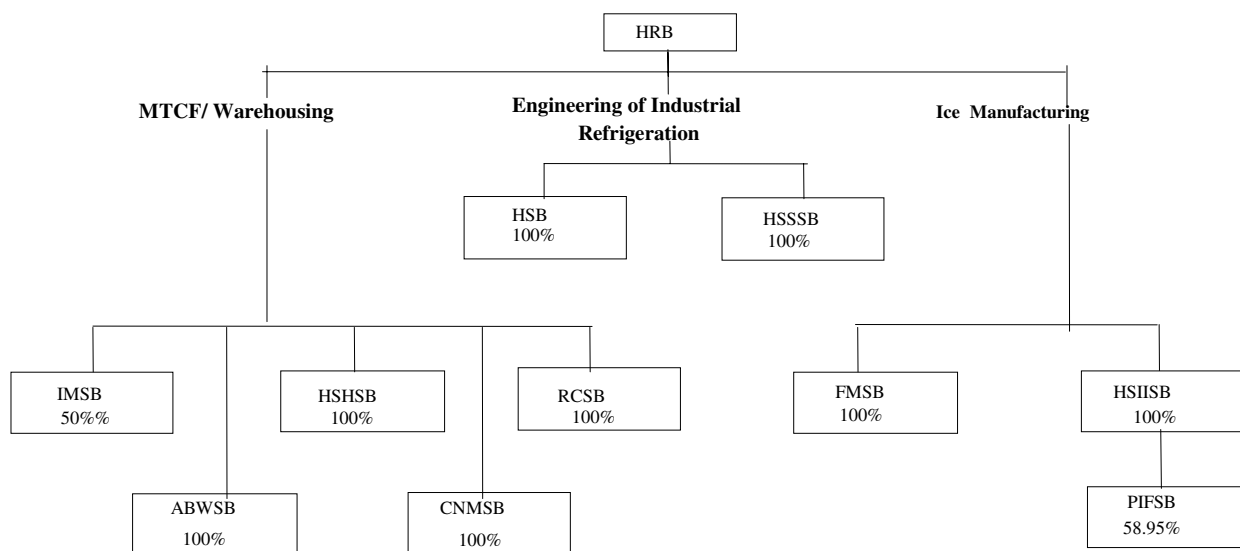 HRB
MTCF/ Warehousing
Engineering of Industrial
Refrigeration
Ice Manufacturing
HSB
100%
HSSSB
100%
IMSB
50%%
HSHSB
100%
RCSB
100%
FMSB
100%
HSIISB
100%
ABWSB
100%
CNMSB
100%
PIFSB
58.95%